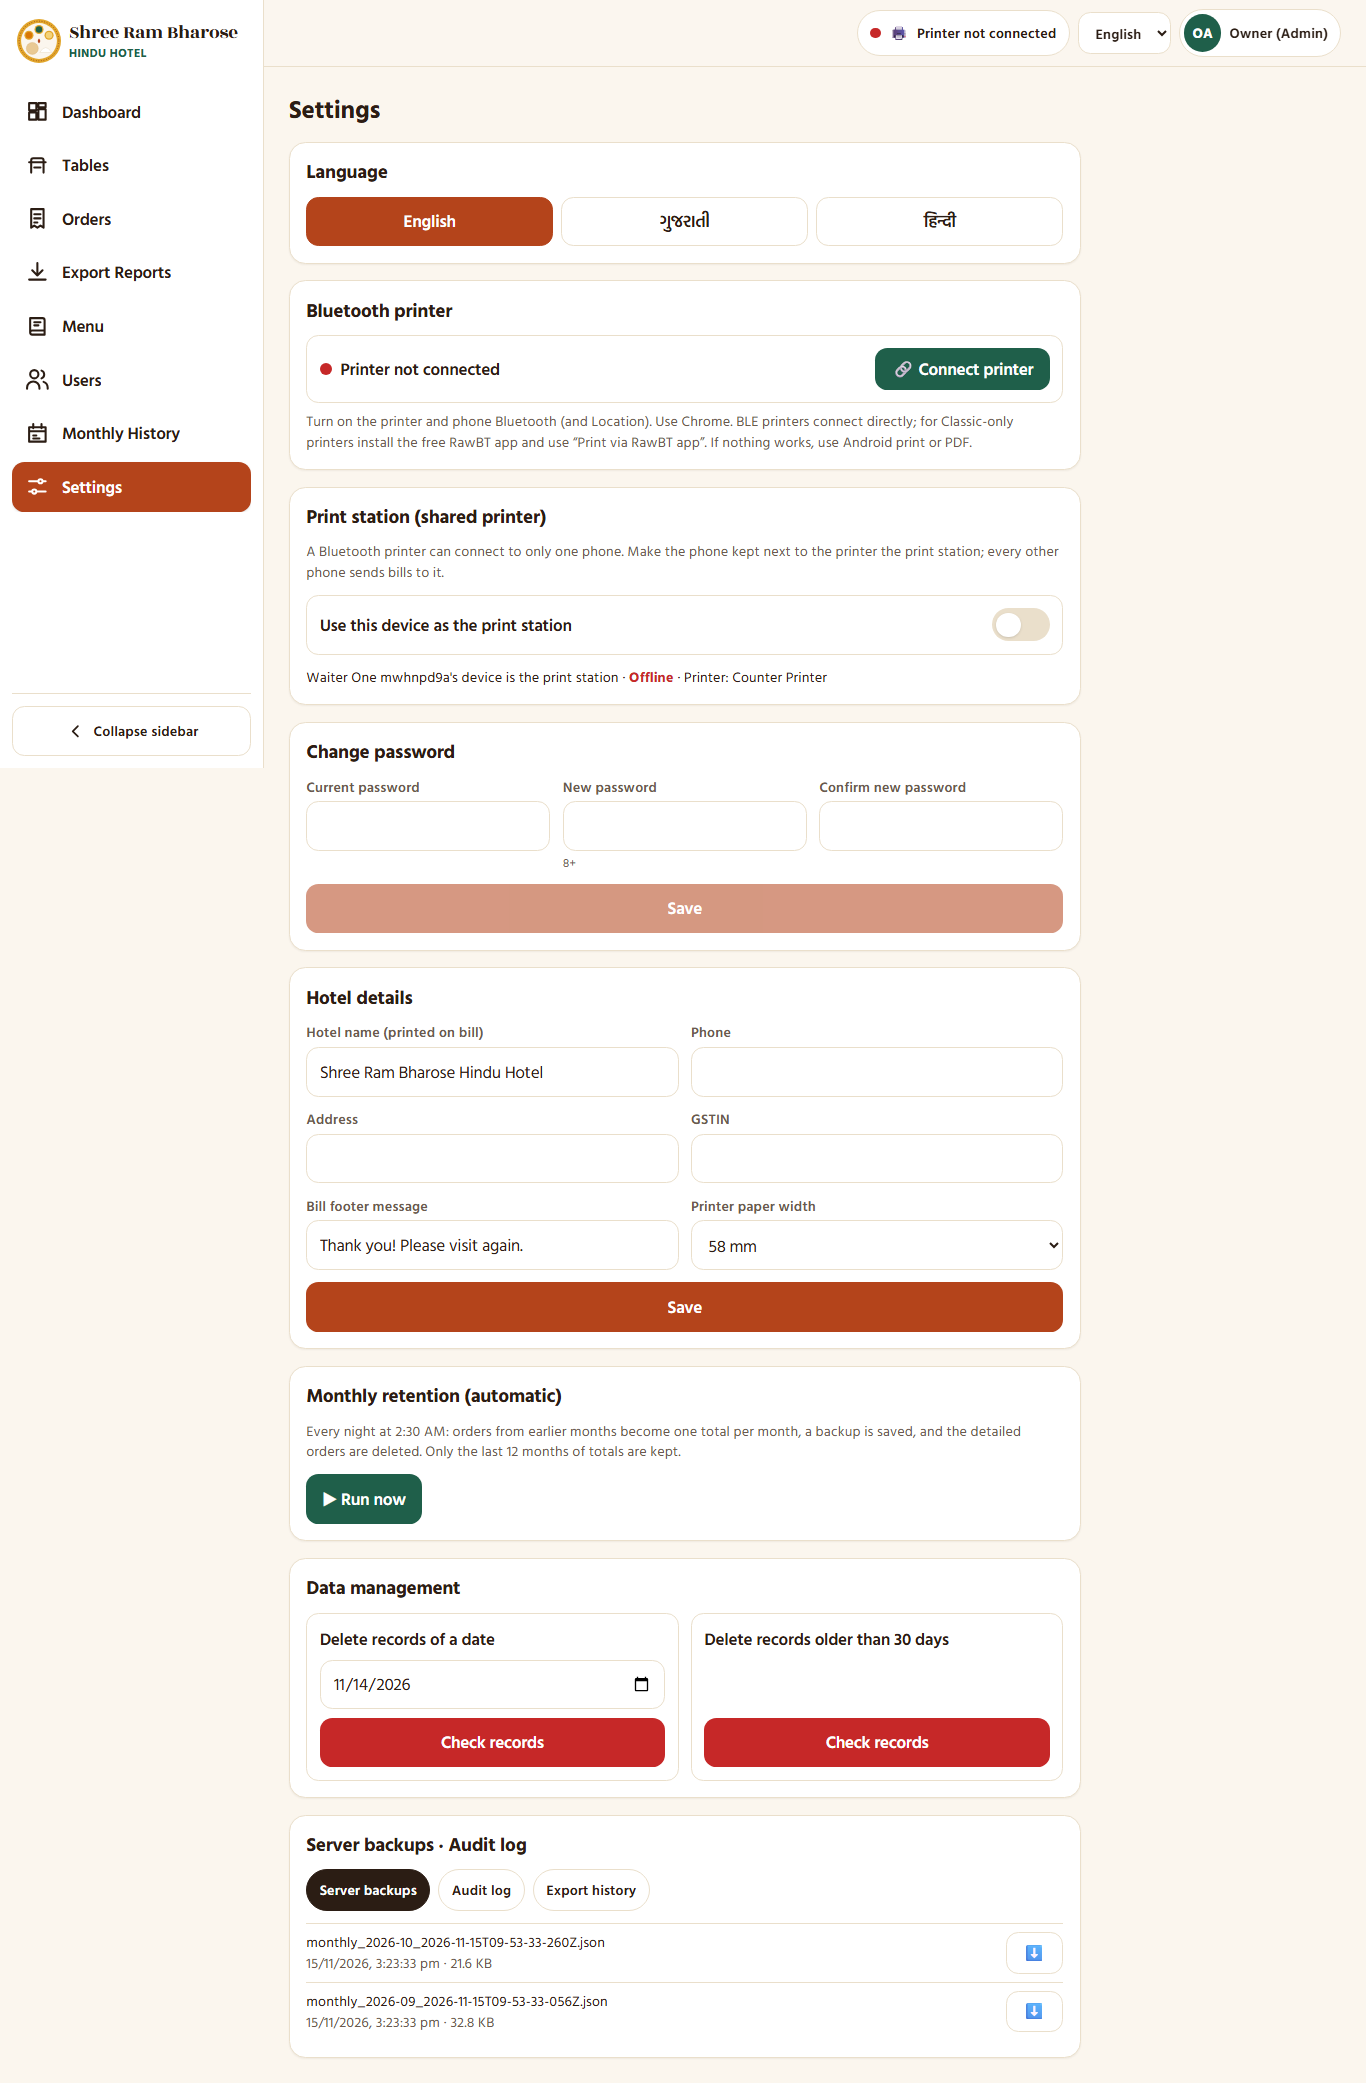 Shree Ram Bharose
HINDU HOTEL
Printer not connected
English
OA
Owner (Admin)
Dashboard
Tables
Orders
Export Reports
Menu
Users
Monthly History
Settings
Collapse sidebar
Settings
Language
English
ગુજરાતી
हिन्दी
Bluetooth printer
Printer not connected
Connect printer
Turn on the printer and phone Bluetooth (and Location). Use Chrome. BLE printers connect directly; for Classic-only
printers install the free RawBT app and use “Print via RawBT app”. If nothing works, use Android print or PDF.
Print station (shared printer)
A Bluetooth printer can connect to only one phone. Make the phone kept next to the printer the print station; every other
phone sends bills to it.
Use this device as the print station
Waiter One mwhnpd9a's device is the print station · Offline · Printer: Counter Printer
Change password
Current password
New password
Confirm new password
8+
Save
Hotel details
Hotel name (printed on bill)
Phone
Shree Ram Bharose Hindu Hotel
Address
GSTIN
Bill footer message
Printer paper width
Thank you! Please visit again.
58 mm
Save
Monthly retention (automatic)
Every night at 2:30 AM: orders from earlier months become one total per month, a backup is saved, and the detailed
orders are deleted. Only the last 12 months of totals are kept.
▶ Run now
Data management
Delete records of a date
Delete records older than 30 days
11/14/2026
Check records
Check records
Server backups · Audit log
Server backups
Audit log
Export history
monthly_2026-10_2026-11-15T09-53-33-260Z.json
15/11/2026, 3:23:33 pm · 21.6 KB
monthly_2026-09_2026-11-15T09-53-33-056Z.json
15/11/2026, 3:23:33 pm · 32.8 KB